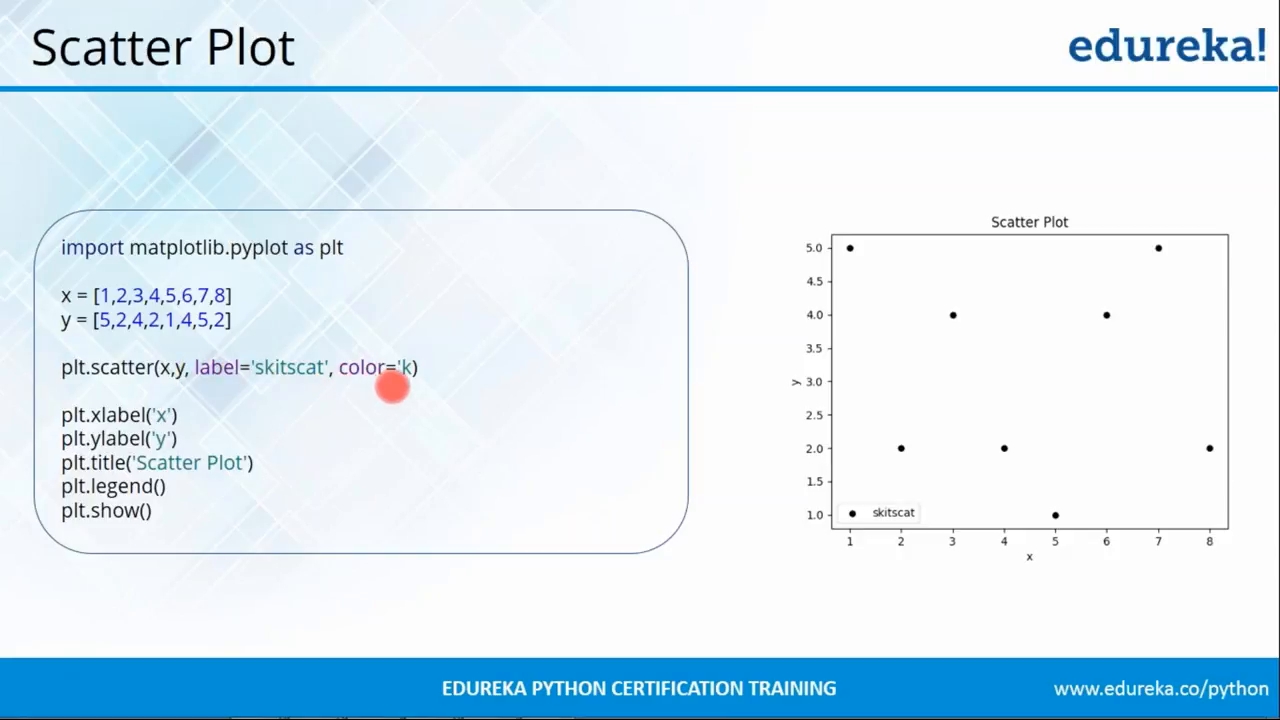 Scatter Plot
edureka!
import matplotlib.pyplot as plt
x = [1,2,3,4,5,6,7,8]
y = [5,2,4,2,1,4,5,2]
plt.scatter(x,y, label='skitscat', color='k)
plt.xlabel('x')
plt.ylabel('y')
plt.title('Scatter Plot')
plt.legend()
plt.show()
Scatter Plot
5.0
4.5
4.0
3.5
3.0
2.5
2.0
1.5
1.0
y
skitscat
1 2 3 4 5 6 7 8
x
EDUREKA PYTHON CERTIFICATION TRAINING
www.edureka.co/python